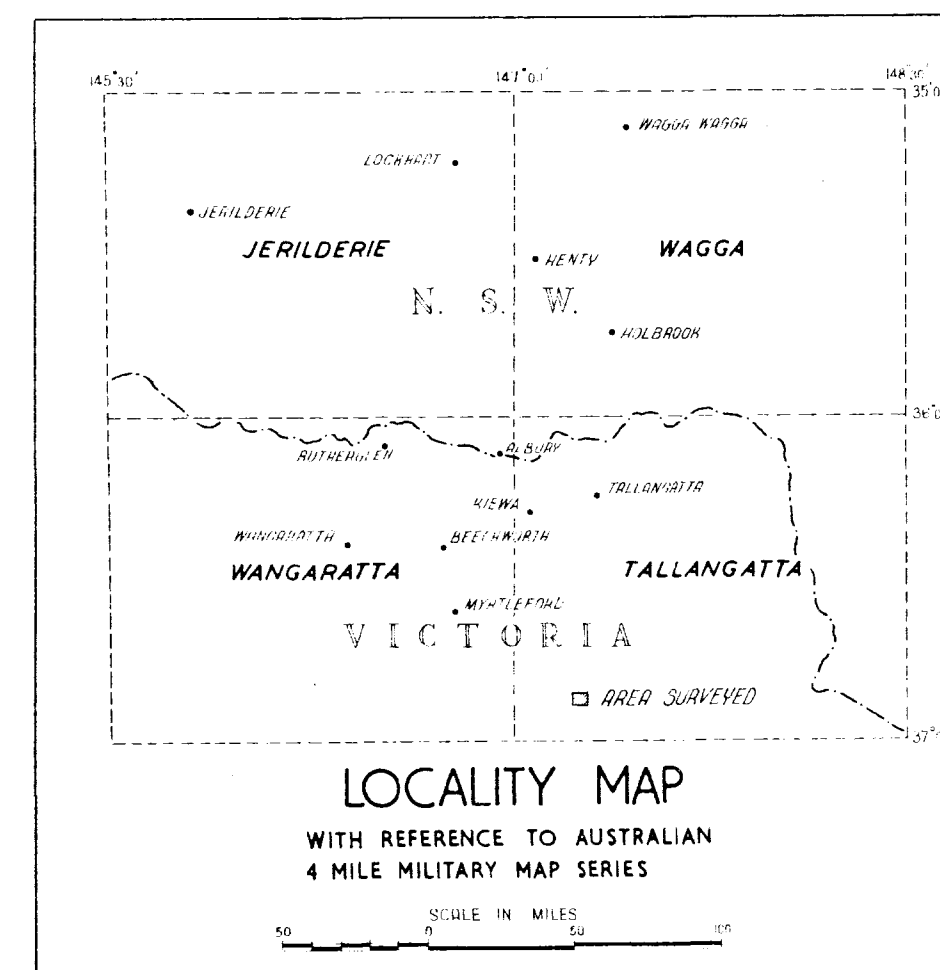 145°30'
147°00'
148°30'
35°0
WAGGA WAGGA
LOCKHART
JERILDERIE
JERILDERIE
WAGGA
HENTY
N. S. W.
HOLBROOK
36°0
RUTHERGLEN
ALBURY
TALLANGATTA
KIEWA
WANGARATTA
BEECHWORTH
WANGARATTA
TALLANGATTA
MYRTLEFORD
VICTORIA
AREA SURVEYED
37°0
LOCALITY MAP
WITH REFERENCE TO AUSTRALIAN
4 MILE MILITARY MAP SERIES
SCALE IN MILES
50 0 50 100